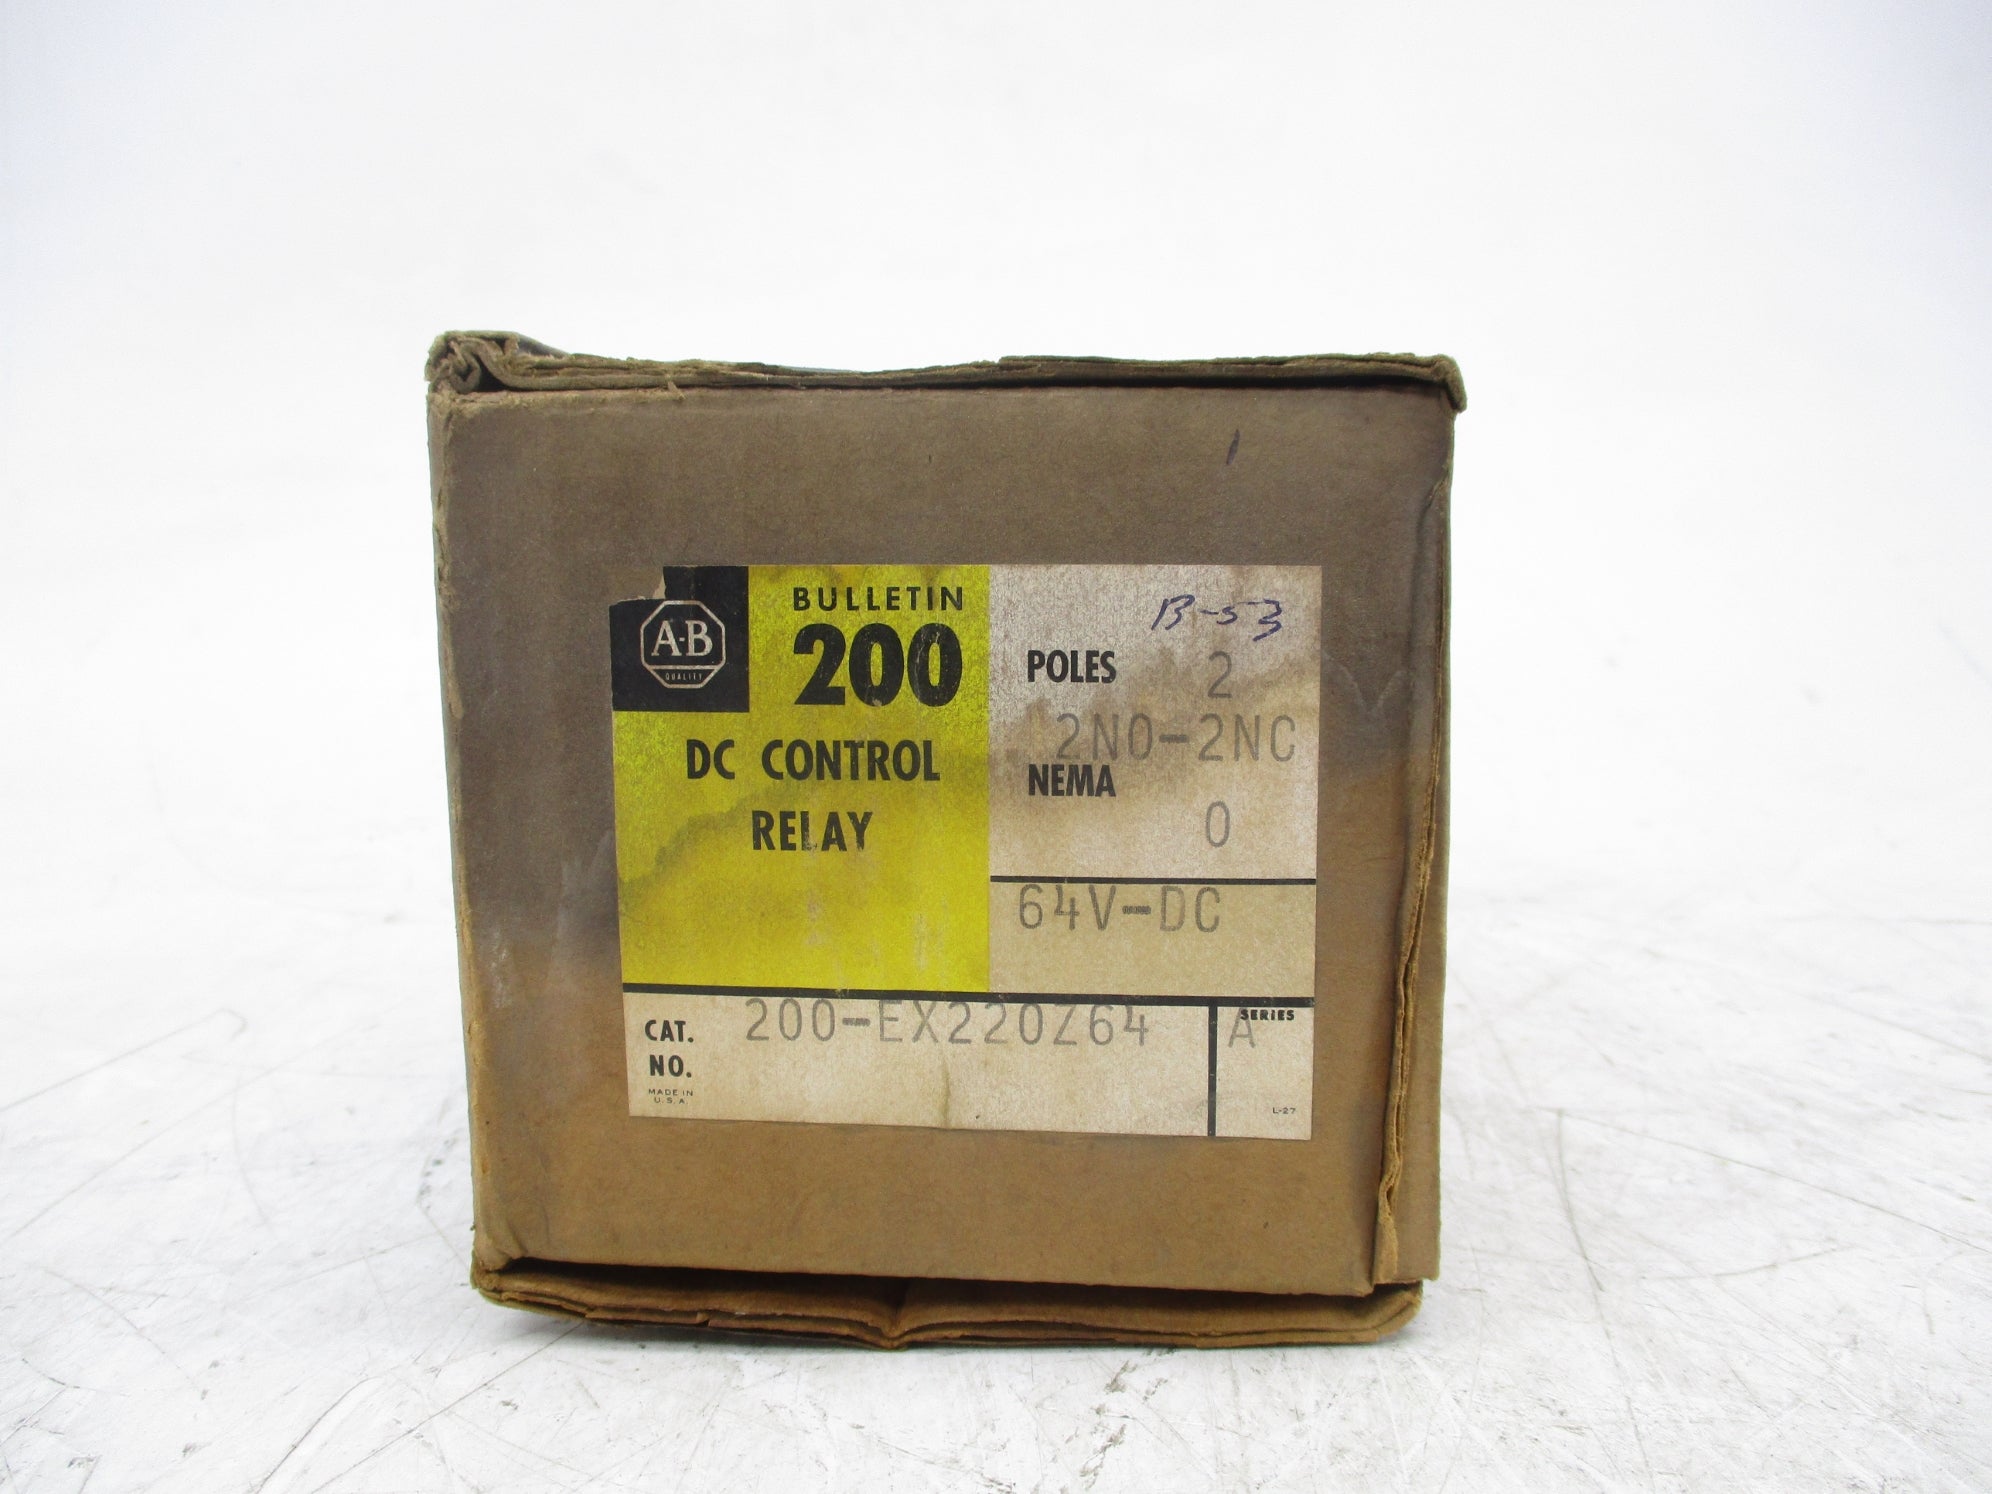 A-B
QUALITY
BULLETIN
200
DC CONTROL
RELAY
B-53
POLES 2
2NO-2NC
NEMA
0
64V-DC
CAT. NO. 200-EX220Z64
SERIES
A
MADE IN
U.S.A.
L-27